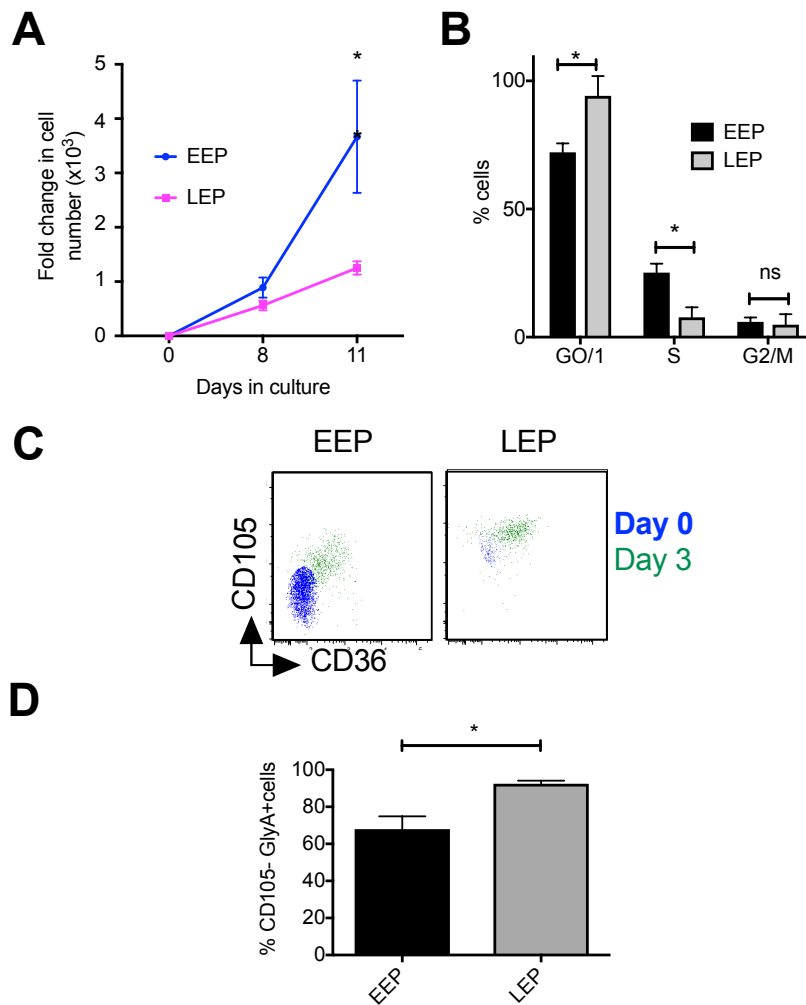 A
Fold change in cell
number (x10³)
5
4
3
2
1
0
*
*
EEP
LEP
0 8 11
Days in culture
B
% cells
100
50
0
*
*
ns
EEP
LEP
GO/1 S G2/M
C
EEP LEP
CD105
CD36
Day 0
Day 3
D
% CD105- GlyA+cells
100
80
60
40
20
0
*
EEP
LEP